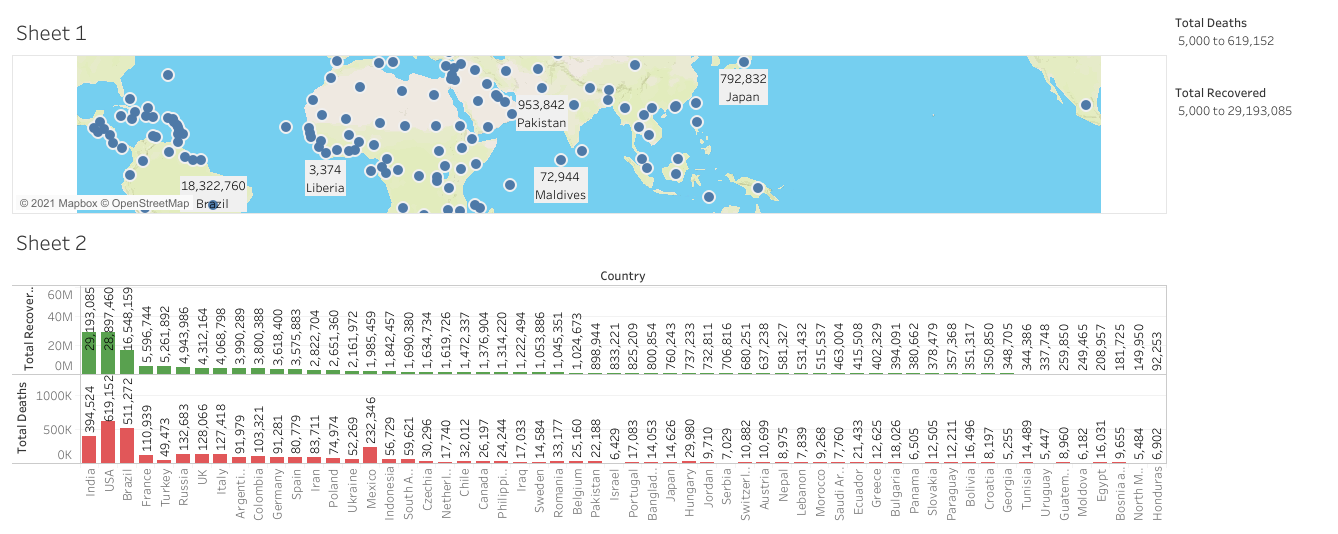 Sheet 1
Total Deaths
5,000 to 619,152
Total Recovered
5,000 to 29,193,085
792,832
Japan
953,842
Pakistan
3,374
Liberia
72,944
Maldives
18,322,760
Brazil
© 2021 Mapbox © OpenStreetMap
Sheet 2
Country
Total Recover..
60M
40M
20M
0M
29,193,085
28,897,460
16,548,159
5,596,744
5,261,892
4,943,986
4,312,164
4,068,798
3,990,289
3,800,388
3,618,400
3,575,883
2,822,704
2,651,360
2,161,972
1,985,459
1,842,457
1,690,380
1,634,734
1,619,726
1,472,337
1,376,904
1,314,220
1,222,494
1,053,886
1,045,351
1,024,673
898,944
833,221
825,209
800,854
760,243
737,233
732,811
706,816
680,251
637,238
581,327
531,432
515,537
463,004
415,508
402,329
394,091
380,662
378,479
357,368
351,317
350,850
348,705
344,386
337,748
259,850
249,465
208,957
181,725
149,950
92,253
Total Deaths
1000K
500K
0K
394,524
619,152
511,272
110,939
49,473
132,683
128,066
127,418
91,979
103,321
91,281
80,779
83,711
74,974
52,269
232,346
56,729
59,621
30,296
17,740
32,012
26,197
24,244
17,033
14,584
33,177
25,160
22,188
6,429
17,083
14,053
14,626
29,980
9,710
7,029
10,882
10,699
8,975
7,839
9,268
7,760
21,433
12,625
18,026
6,505
12,505
12,211
16,496
8,197
5,255
14,489
5,447
8,960
6,182
16,031
9,655
5,484
6,902
India
USA
Brazil
France
Turkey
Russia
UK
Italy
Argenti..
Colombia
Germany
Spain
Iran
Poland
Ukraine
Mexico
Indonesia
South A..
Czechia
Netherl..
Chile
Canada
Philippi..
Iraq
Sweden
Romania
Belgium
Pakistan
Israel
Portugal
Banglad..
Japan
Hungary
Jordan
Serbia
Switzerl..
Austria
Nepal
Lebanon
Morocco
Saudi Ar..
Ecuador
Greece
Bulgaria
Panama
Slovakia
Paraguay
Bolivia
Croatia
Georgia
Tunisia
Uruguay
Guatem..
Moldova
Egypt
Bosnia a..
North M..
Honduras